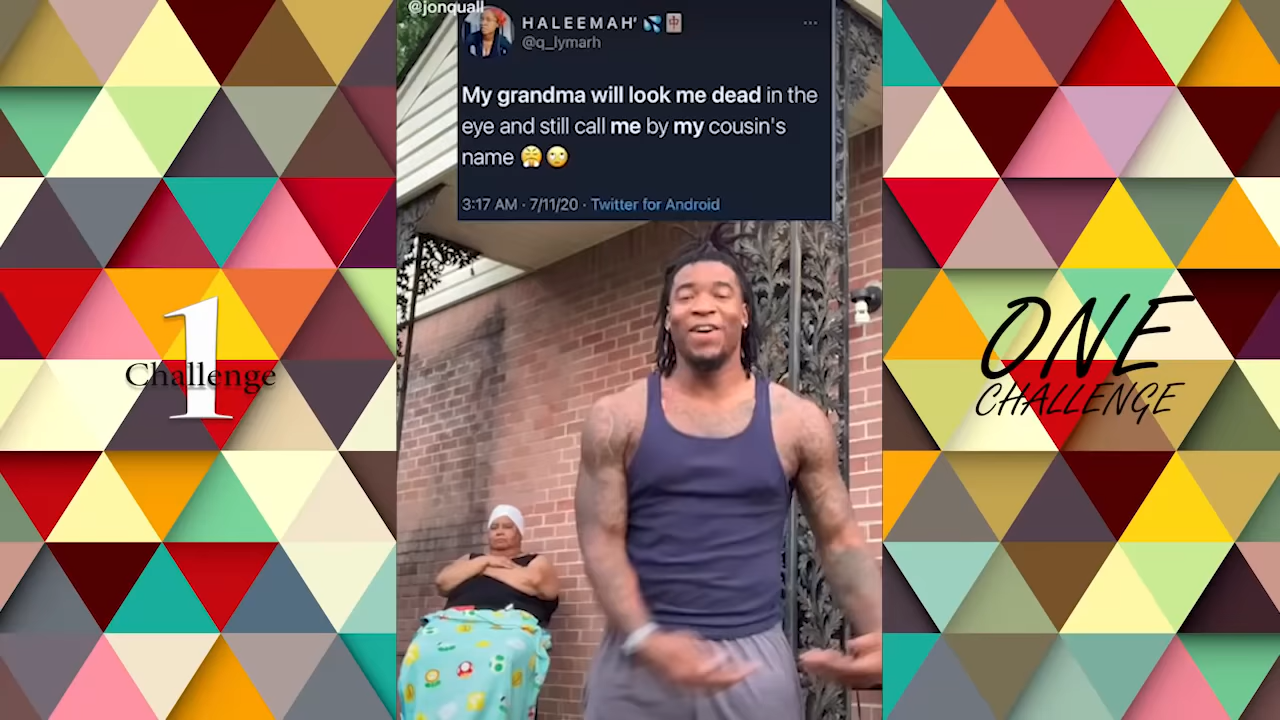 @jonquall
HALEEMAH’ 💦🀄
@q_lymarh
My grandma will look me dead in the
eye and still call me by my cousin's
name 😤🙄
3:17 AM · 7/11/20 · Twitter for Android
1
Challenge
ONE
CHALLENGE